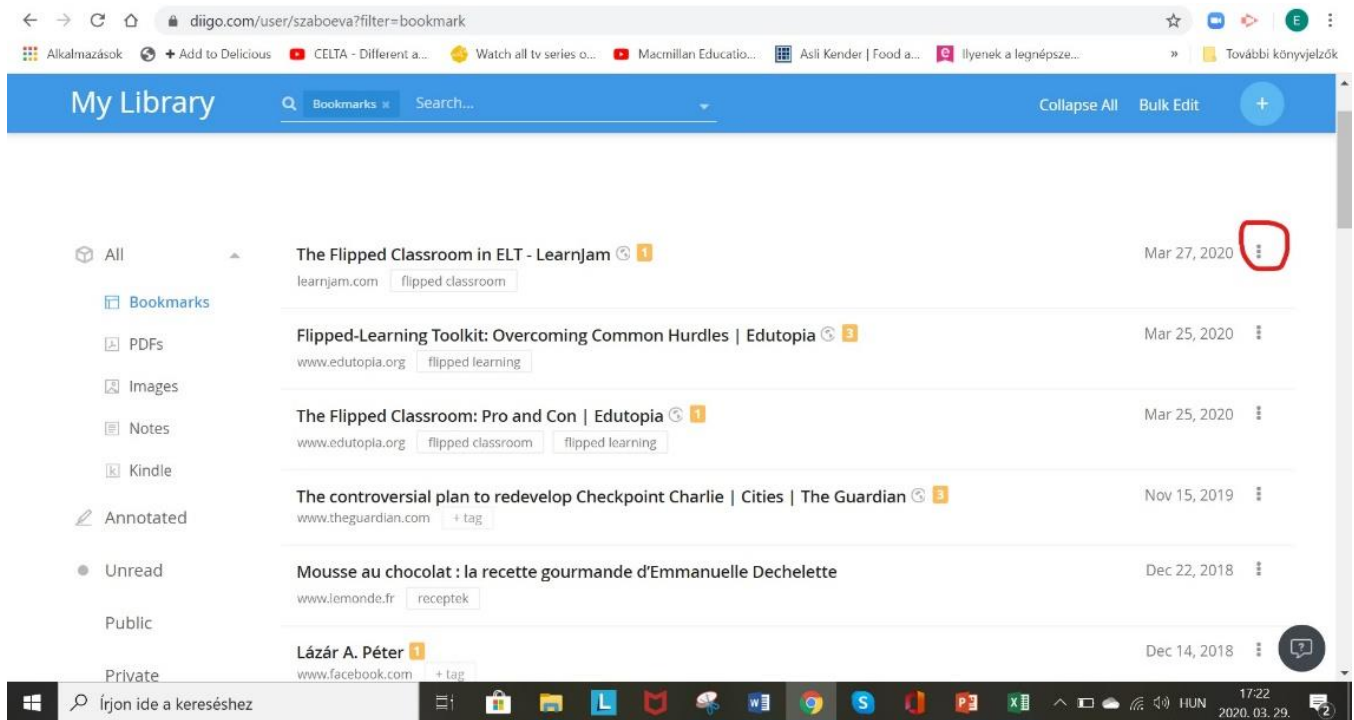 diigo.com/user/szaboeva?filter=bookmark
E
Alkalmazások + Add to Delicious CELTA - Different a... Watch all tv series o... Macmillan Educatio... Asli Kender | Food a... Ilyenek a legnépsze... » További könyvjelzők
My Library Bookmarks × Search... Collapse All Bulk Edit +
All
Bookmarks
PDFs
Images
Notes
Kindle
Annotated
Unread
Public
Private
The Flipped Classroom in ELT - LearnJam 1 Mar 27, 2020
learnjam.com flipped classroom
Flipped-Learning Toolkit: Overcoming Common Hurdles | Edutopia 3 Mar 25, 2020
www.edutopia.org flipped learning
The Flipped Classroom: Pro and Con | Edutopia 1 Mar 25, 2020
www.edutopia.org flipped classroom flipped learning
The controversial plan to redevelop Checkpoint Charlie | Cities | The Guardian 3 Nov 15, 2019
www.theguardian.com + tag
Mousse au chocolat : la recette gourmande d'Emmanuelle Dechelette Dec 22, 2018
www.lemonde.fr receptek
Lázár A. Péter 1 Dec 14, 2018
www.facebook.com + tag
Írjon ide a kereséshez HUN 17:22
2020. 03. 29. 2